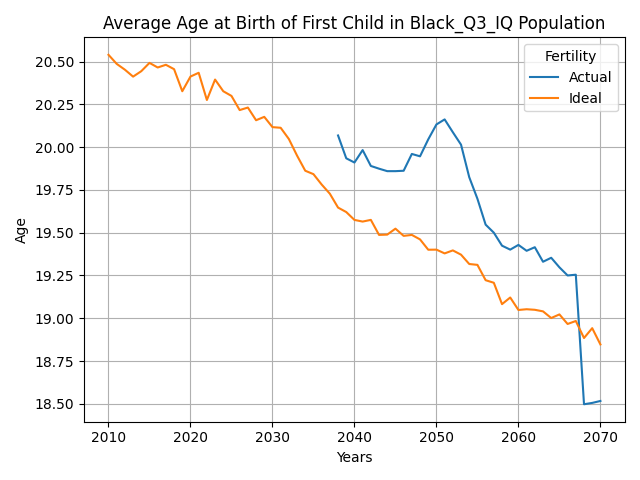 Average Age at Birth of First Child in Black_Q3_IQ Population
Fertility
Actual
Ideal
Age
20.50
20.25
20.00
19.75
19.50
19.25
19.00
18.75
18.50
2010 2020 2030 2040 2050 2060 2070
Years